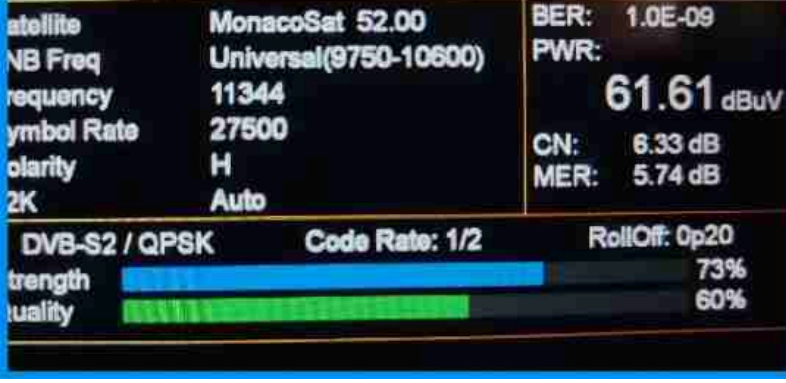 atellite MonacoSat 52.00
NB Freq Universal(9750-10600)
requency 11344
ymbol Rate 27500
olarity H
2K Auto
BER: 1.0E-09
PWR:
61.61 dBuV
CN: 6.33 dB
MER: 5.74 dB
DVB-S2 / QPSK Code Rate: 1/2 RollOff: 0p20
trength 73%
uality 60%